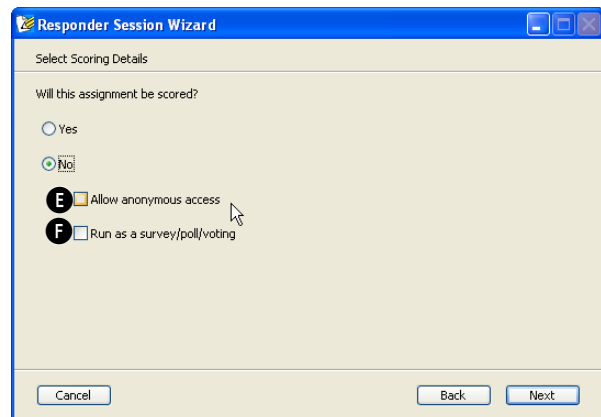 Responder Session Wizard
Select Scoring Details
Will this assignment be scored?
Yes
No
E Allow anonymous access
F Run as a survey/poll/voting
Cancel Back Next